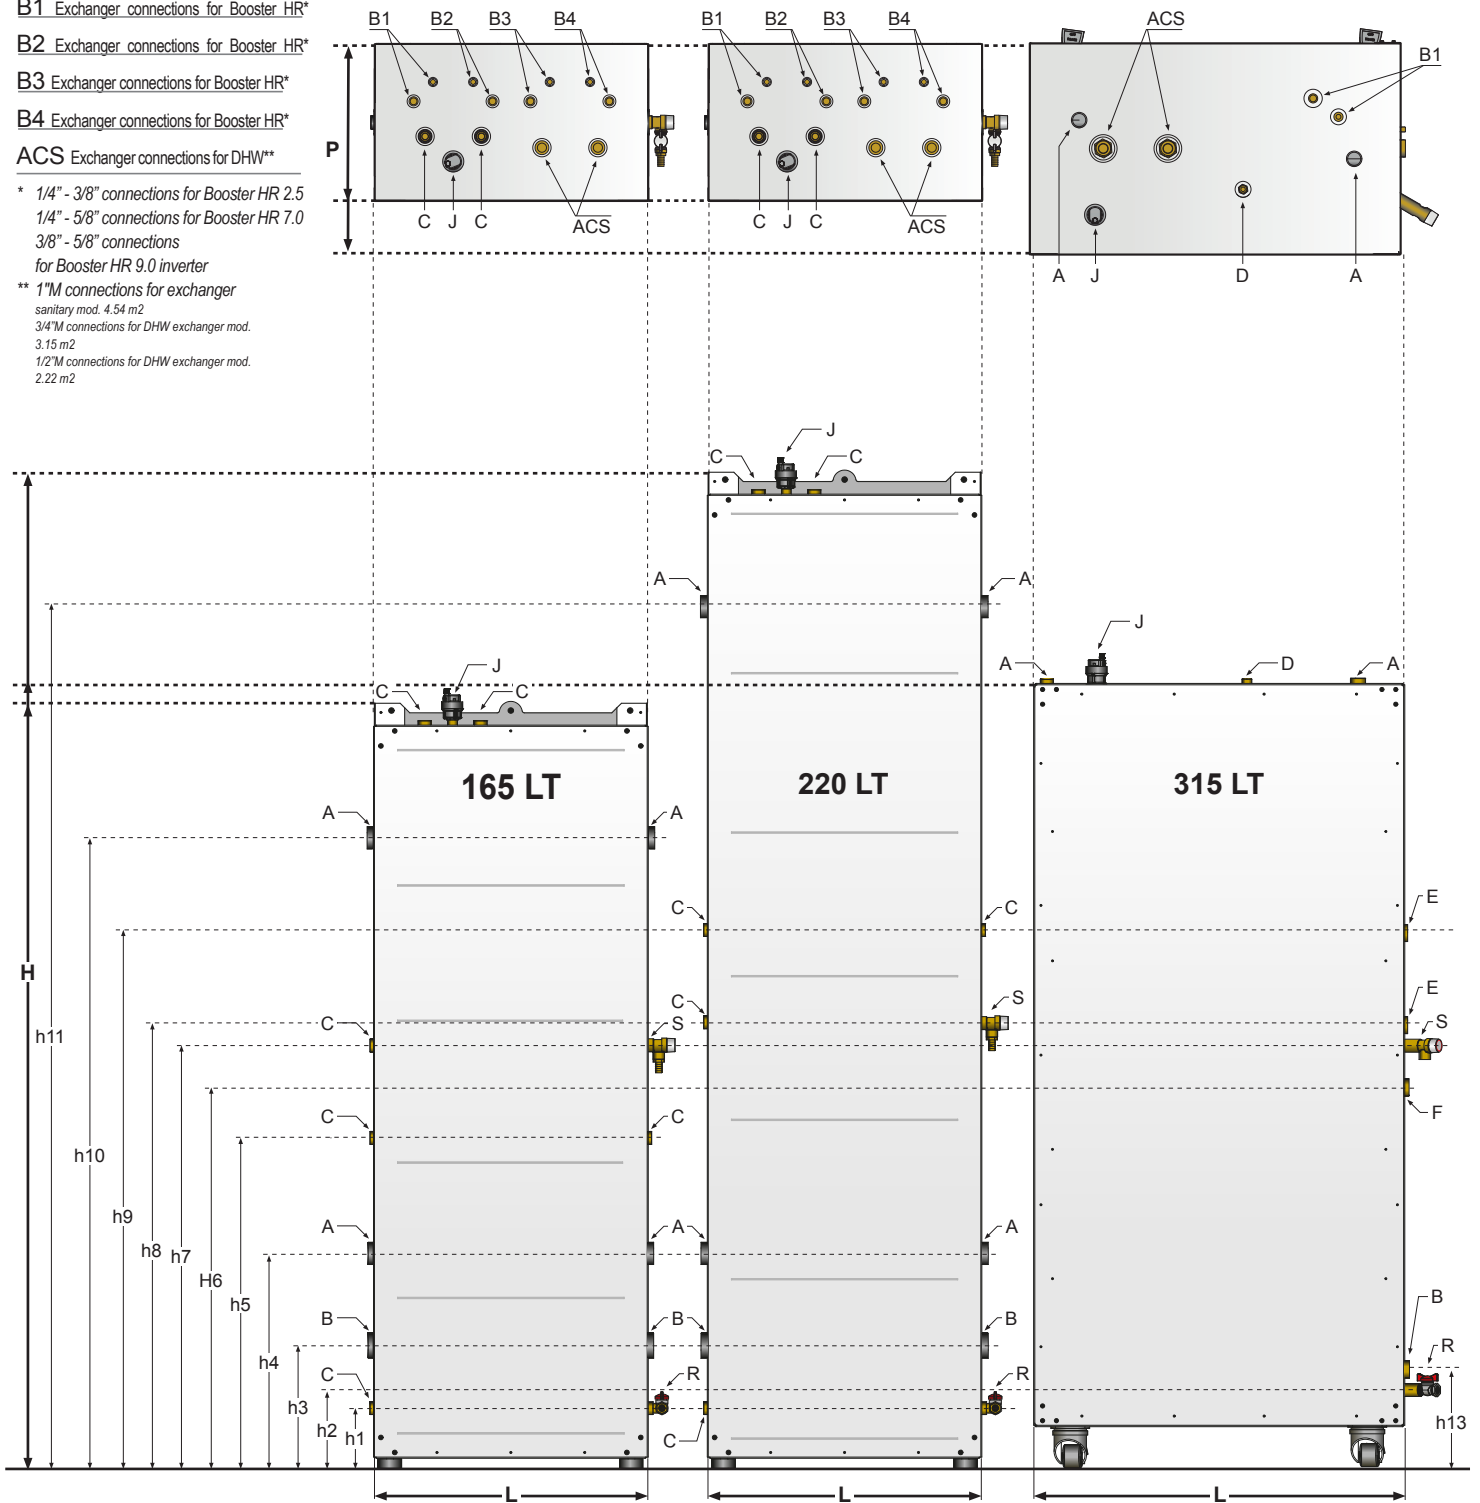 B1 Exchanger connections for Booster HR*
B2 Exchanger connections for Booster HR*
B3 Exchanger connections for Booster HR*
B4 Exchanger connections for Booster HR*
ACS Exchanger connections for DHW**
* 1/4” - 3/8” connections for Booster HR 2.5
1/4” - 5/8” connections for Booster HR 7.0
3/8” - 5/8” connections
for Booster HR 9.0 inverter
** 1"M connections for exchanger
sanitary mod. 4.54 m2
3/4"M connections for DHW exchanger mod.
3.15 m2
1/2"M connections for DHW exchanger mod.
2.22 m2
B1 B2 B3 B4
P
C J C ACS
B1 B2 B3 B4
C J C ACS
ACS
B1
A
A
A J D A
J
C C
A A
J
A D A
J
C C
165 LT
220 LT
315 LT
A A
C C
E
C S
E
C S
S
F
C C
A A A A
B B B B
B
C R R
R
C
H
h11
h10
h9
h8
h7
H6
h5
h4
h3
h2
h1
h13
L L L